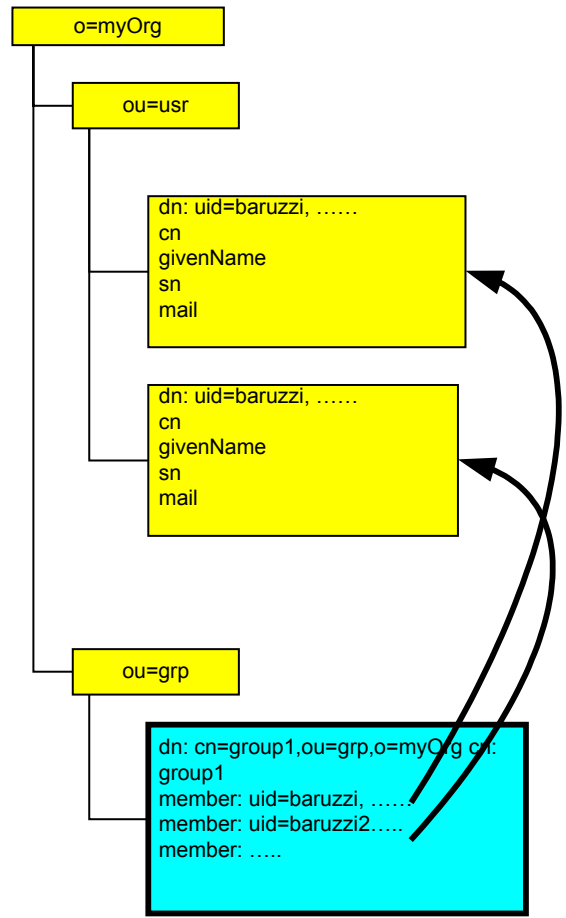 o=myOrg
ou=usr
dn: uid=baruzzi, ……
cn
givenName
sn
mail
dn: uid=baruzzi, ……
cn
givenName
sn
mail
ou=grp
dn: cn=group1,ou=grp,o=myOrg cn:
group1
member: uid=baruzzi, ……
member: uid=baruzzi2…..
member: …..